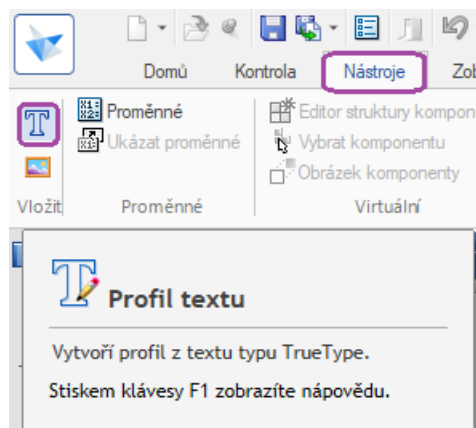 Domů Kontrola Nástroje
Proměnné Editor struktury
Ukázat proměnné Vybrat komponentu
Obrázek komponenty
Vložit Proměnné Virtuální
Profil textu
Vytvoří profil z textu typu TrueType.
Stiskem klávesy F1 zobrazíte nápovědu.